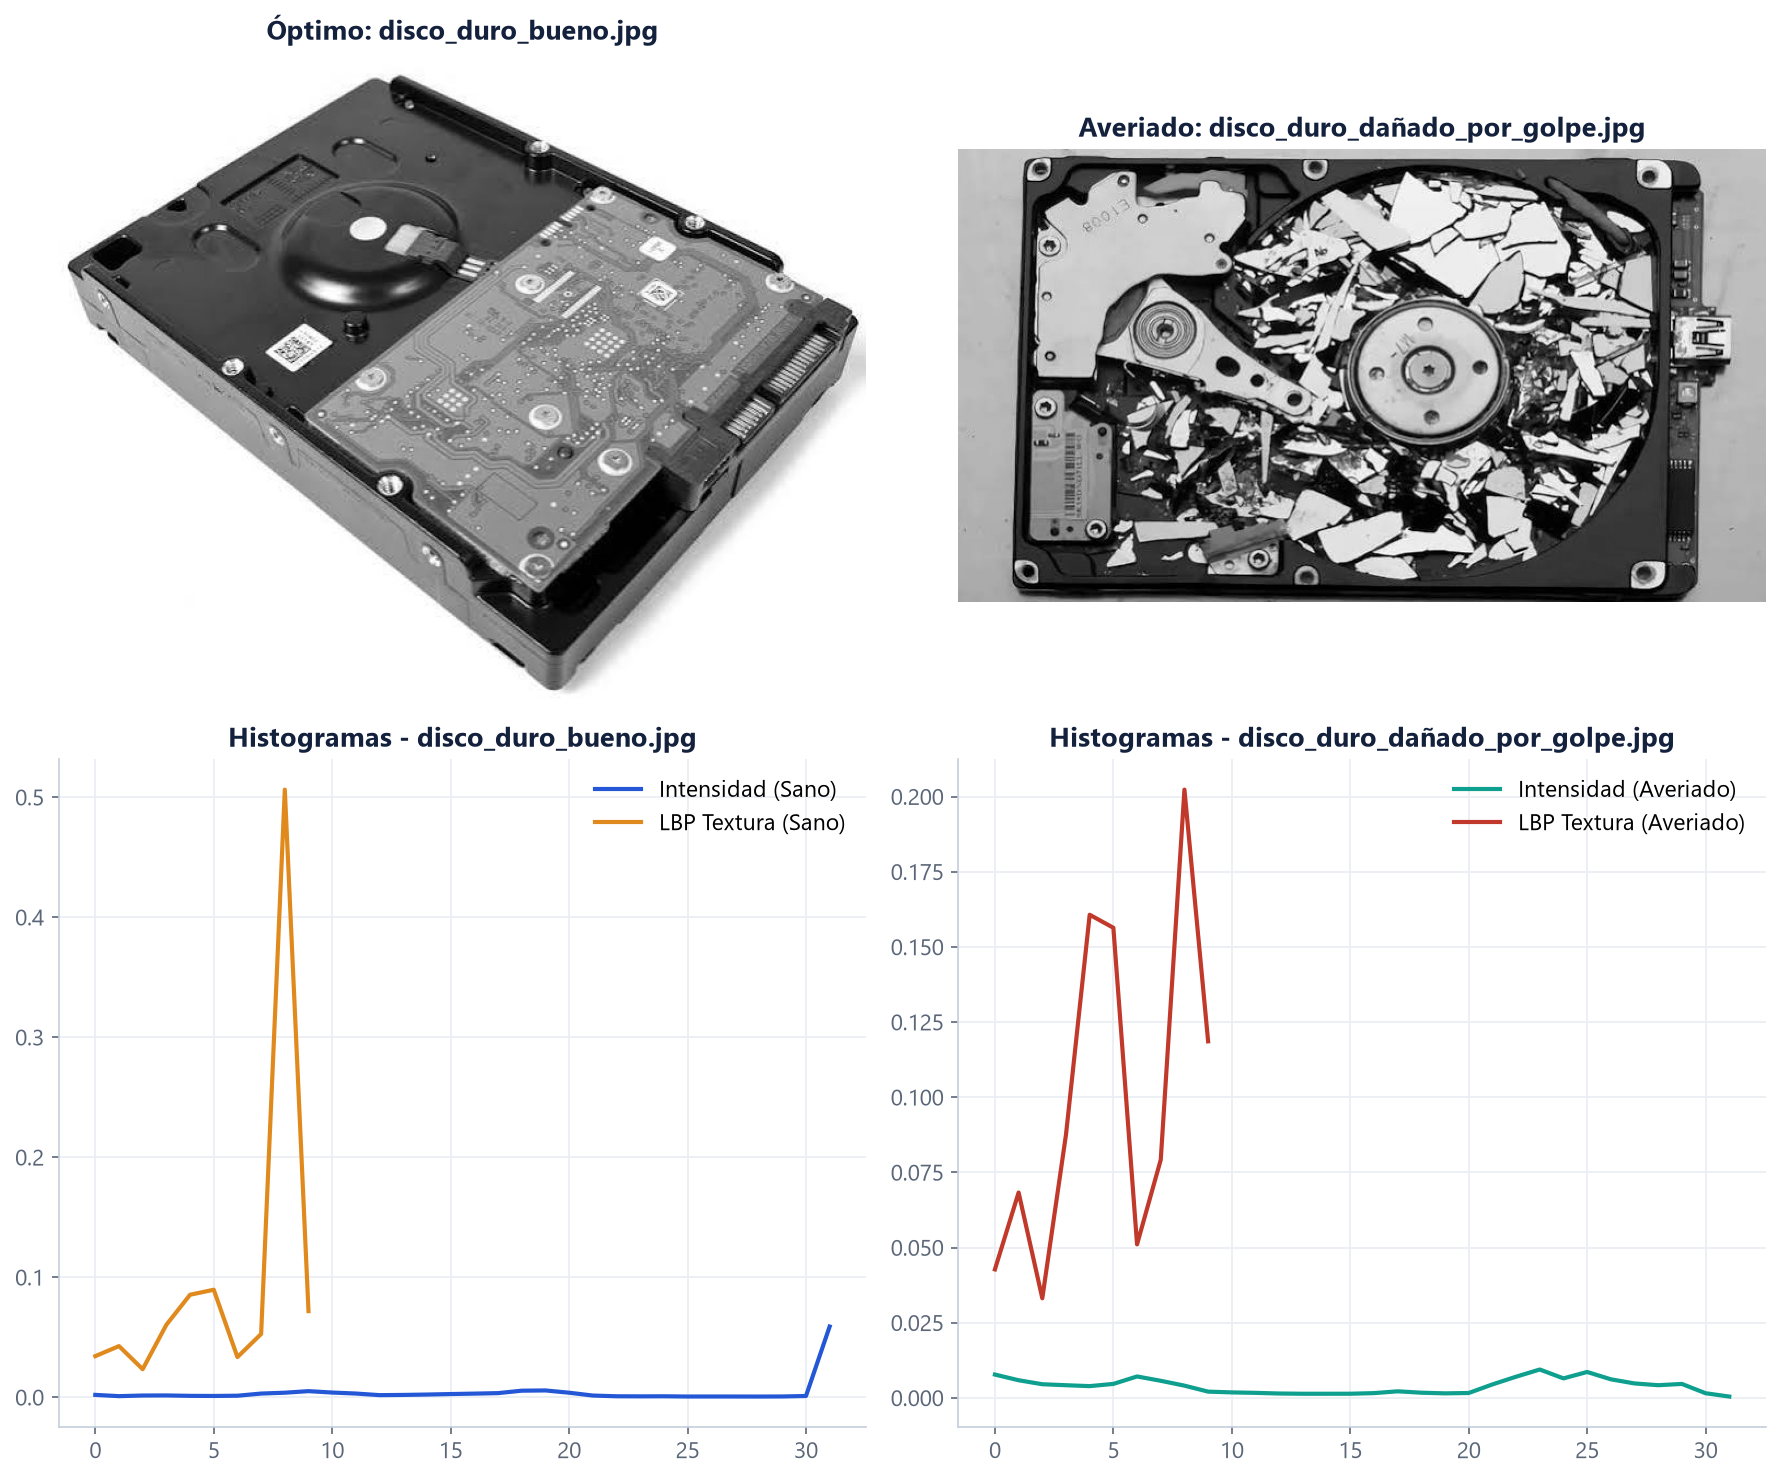 Óptimo: disco_duro_bueno.jpg
Averiado: disco_duro_dañado_por_golpe.jpg
ET008
Histogramas - disco_duro_bueno.jpg
Intensidad (Sano)
LBP Textura (Sano)
0.5
0.4
0.3
0.2
0.1
0.0
0 5 10 15 20 25 30
Histogramas - disco_duro_dañado_por_golpe.jpg
Intensidad (Averiado)
LBP Textura (Averiado)
0.200
0.175
0.150
0.125
0.100
0.075
0.050
0.025
0.000
0 5 10 15 20 25 30